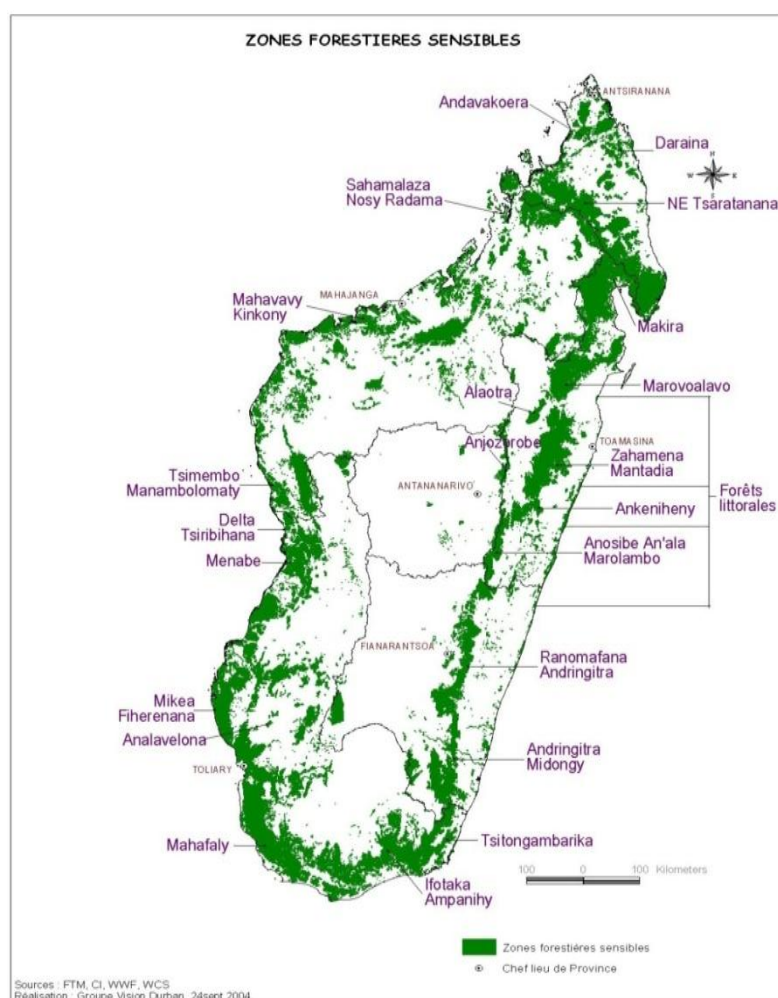 ZONES FORESTIERES SENSIBLES
ANTSIRANANA
Andavakoera
Daraina
N
W E
S
Sahamalaza
Nosy Radama
NE Tsaratanana
MAHAJANGA
Mahavavy
Kinkony
Makira
Marovoalavo
Alaotra
Anjozorobe
TOAMASINA
Zahamena
Mantadia
Tsimembo
Manambolomaty
ANTANANARIVO
Forêts
littorales
Ankeniheny
Delta
Tsiribihana
Anosibe An'ala
Marolambo
Menabe
FIANARANTSOA
Ranomafana
Andringitra
Mikea
Fiherenana
Analavelona
Andringitra
Midongy
TOLIARY
Tsitongambarika
Mahafaly
100 0 100 Kilometers
Ifotaka
Ampanihy
Zones forestiéres sensibles
Chef lieu de Province
Sources : FTM, CI, WWF, WCS
Réalisation : Groupe Vision Durban, 24sept 2004